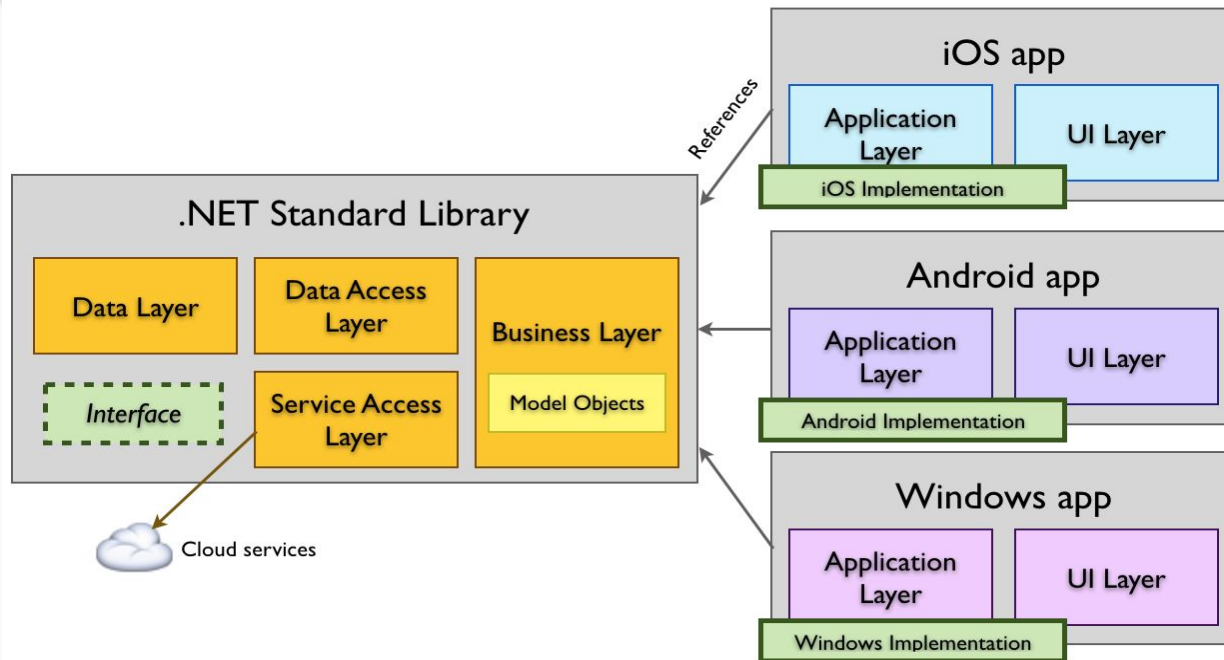 iOS app
References
Application
Layer
UI Layer
iOS Implementation
.NET Standard Library
Data Layer
Data Access
Layer
Business Layer
Model Objects
Interface
Service Access
Layer
Cloud services
Android app
Application
Layer
UI Layer
Android Implementation
Windows app
Application
Layer
UI Layer
Windows Implementation